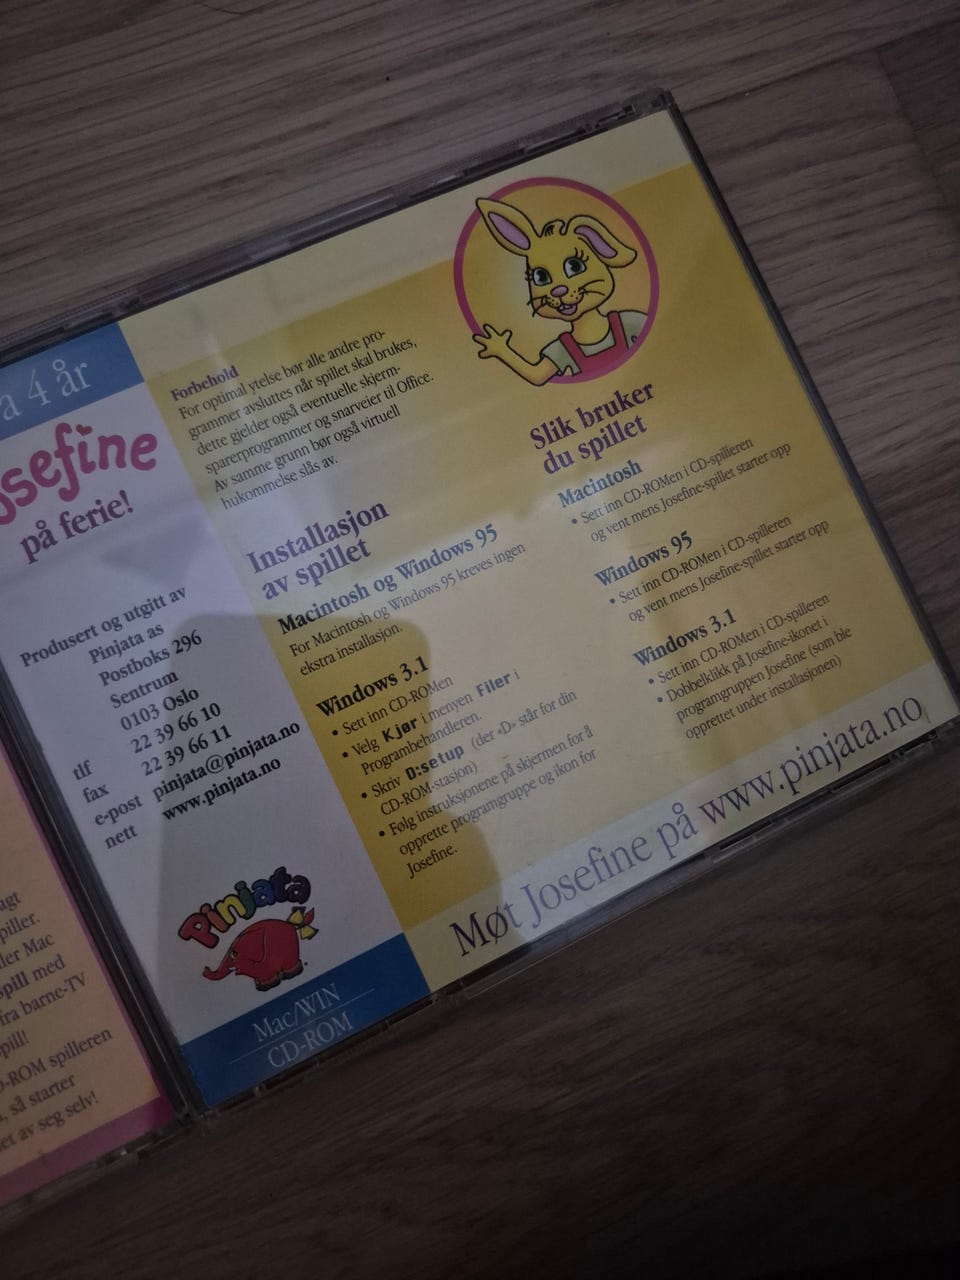 a 4 år
osefine
på ferie!
Produsert og utgitt av
Pinjata as
Postboks 296
Sentrum
0103 Oslo
tlf 22 39 66 10
fax 22 39 66 11
e-post pinjata@pinjata.no
nett www.pinjata.no
Pinjata
Mac/WIN
CD-ROM
Forbehold
For optimal ytelse bør alle andre pro-
grammer avsluttes når spillet skal brukes,
dette gjelder også eventuelle skjerm-
sparerprogrammer og snarveier til Office.
Av samme grunn bør også virtuell
hukommelse slås av.
Installasjon
av spillet
Macintosh og Windows 95
For Macintosh og Windows 95 kreves ingen
ekstra installasjon.
Windows 3.1
• Sett inn CD-ROMen
• Velg Kjør i menyen Filer i
Programbehandleren.
• Skriv D:setup (der «D» står for din
CD-ROM-stasjon)
• Følg instruksjonene på skjermen for å
opprette programgruppe og ikon for
Josefine.
Slik bruker
du spillet
Macintosh
• Sett inn CD-ROMen i CD-spilleren
og vent mens Josefine-spillet starter opp
Windows 95
• Sett inn CD-ROMen i CD-spilleren
og vent mens Josefine-spillet starter opp
Windows 3.1
• Sett inn CD-ROMen i CD-spilleren
• Dobbelklikk på Josefine-ikonet i
programgruppen Josefine (som ble
opprettet under installasjonen)
Møt Josefine på www.pinjata.no
agt
piller.
ler Mac
spill med
fra barne-TV
pill!
D-ROM spilleren
, så starter
et av seg selv!